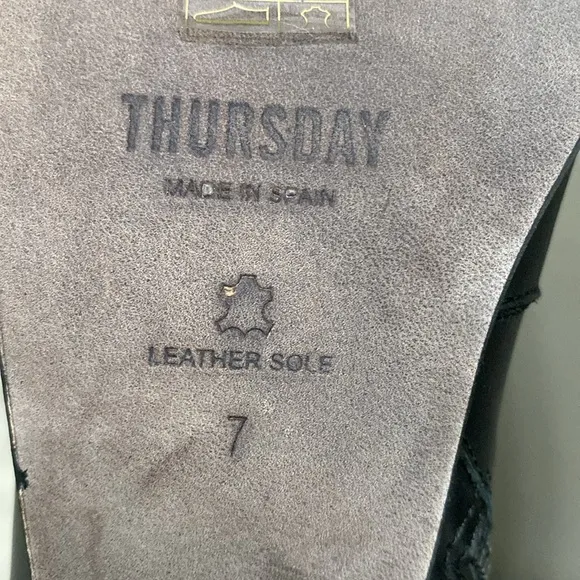 THURSDAY
MADE IN SPAIN
LEATHER SOLE
7